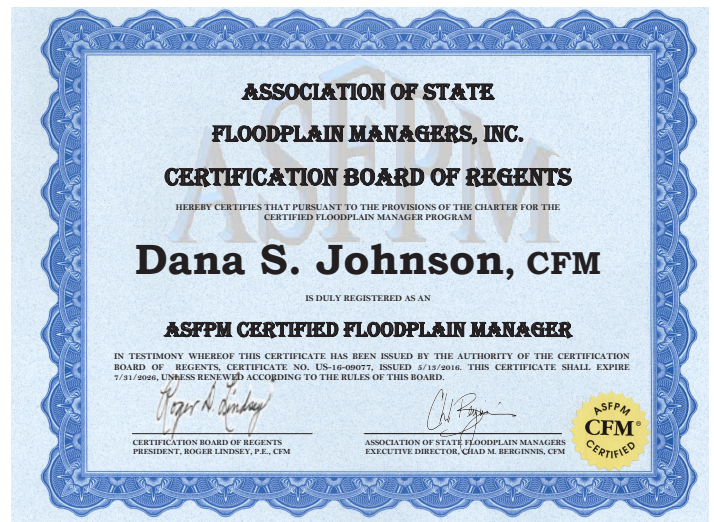 ASSOCIATION OF STATE
FLOODPLAIN MANAGERS, INC.
CERTIFICATION BOARD OF REGENTS
HEREBY CERTIFIES THAT PURSUANT TO THE PROVISIONS OF THE CHARTER FOR THE
CERTIFIED FLOODPLAIN MANAGER PROGRAM
Dana S. Johnson, CFM
IS DULY REGISTERED AS AN
ASFPM CERTIFIED FLOODPLAIN MANAGER
IN TESTIMONY WHEREOF THIS CERTIFICATE HAS BEEN ISSUED BY THE AUTHORITY OF THE CERTIFICATION
BOARD OF REGENTS, CERTIFICATE NO. US-16-09077, ISSUED 5/13/2016. THIS CERTIFICATE SHALL EXPIRE
7/31/2026, UNLESS RENEWED ACCORDING TO THE RULES OF THIS BOARD.
Roger D. Lindsey
CERTIFICATION BOARD OF REGENTS
PRESIDENT, ROGER LINDSEY, P.E., CFM
ASSOCIATION OF STATE FLOODPLAIN MANAGERS
EXECUTIVE DIRECTOR, CHAD M. BERGINNIS, CFM
ASFPM
CFM®
CERTIFIED
ASFPM